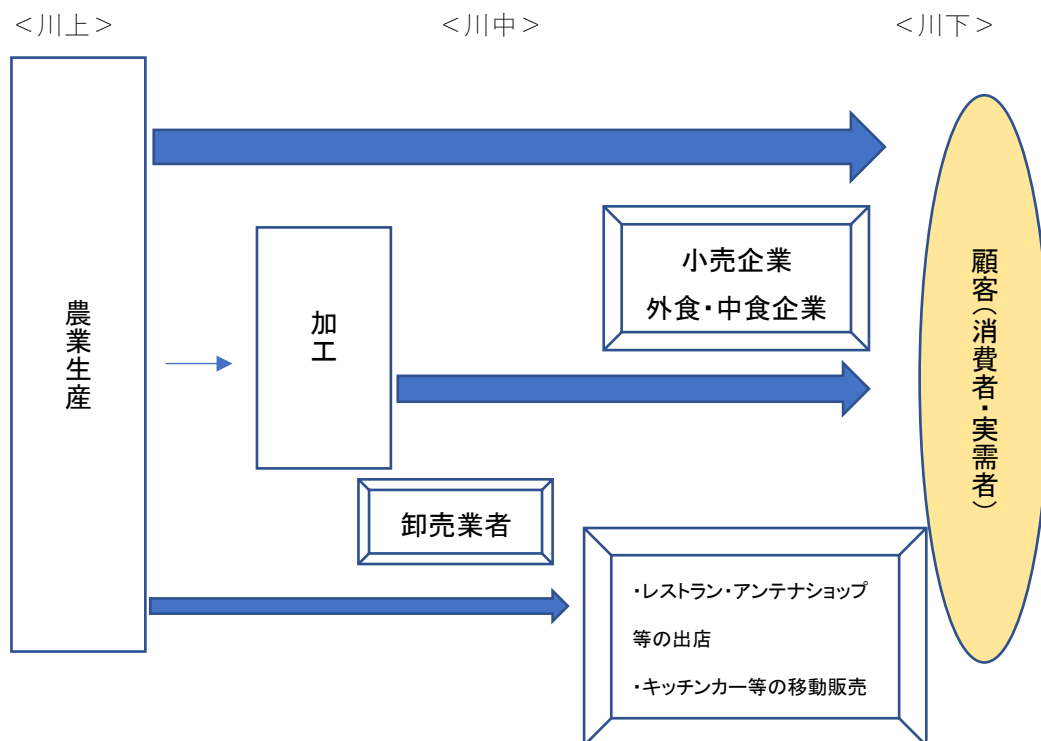 ＜川上＞
＜川中＞
＜川下＞
農業生産
加工
小売企業
外食・中食企業
卸売業者
・レストラン・アンテナショップ
等の出店
・キッチンカー等の移動販売
顧客（消費者・実需者）